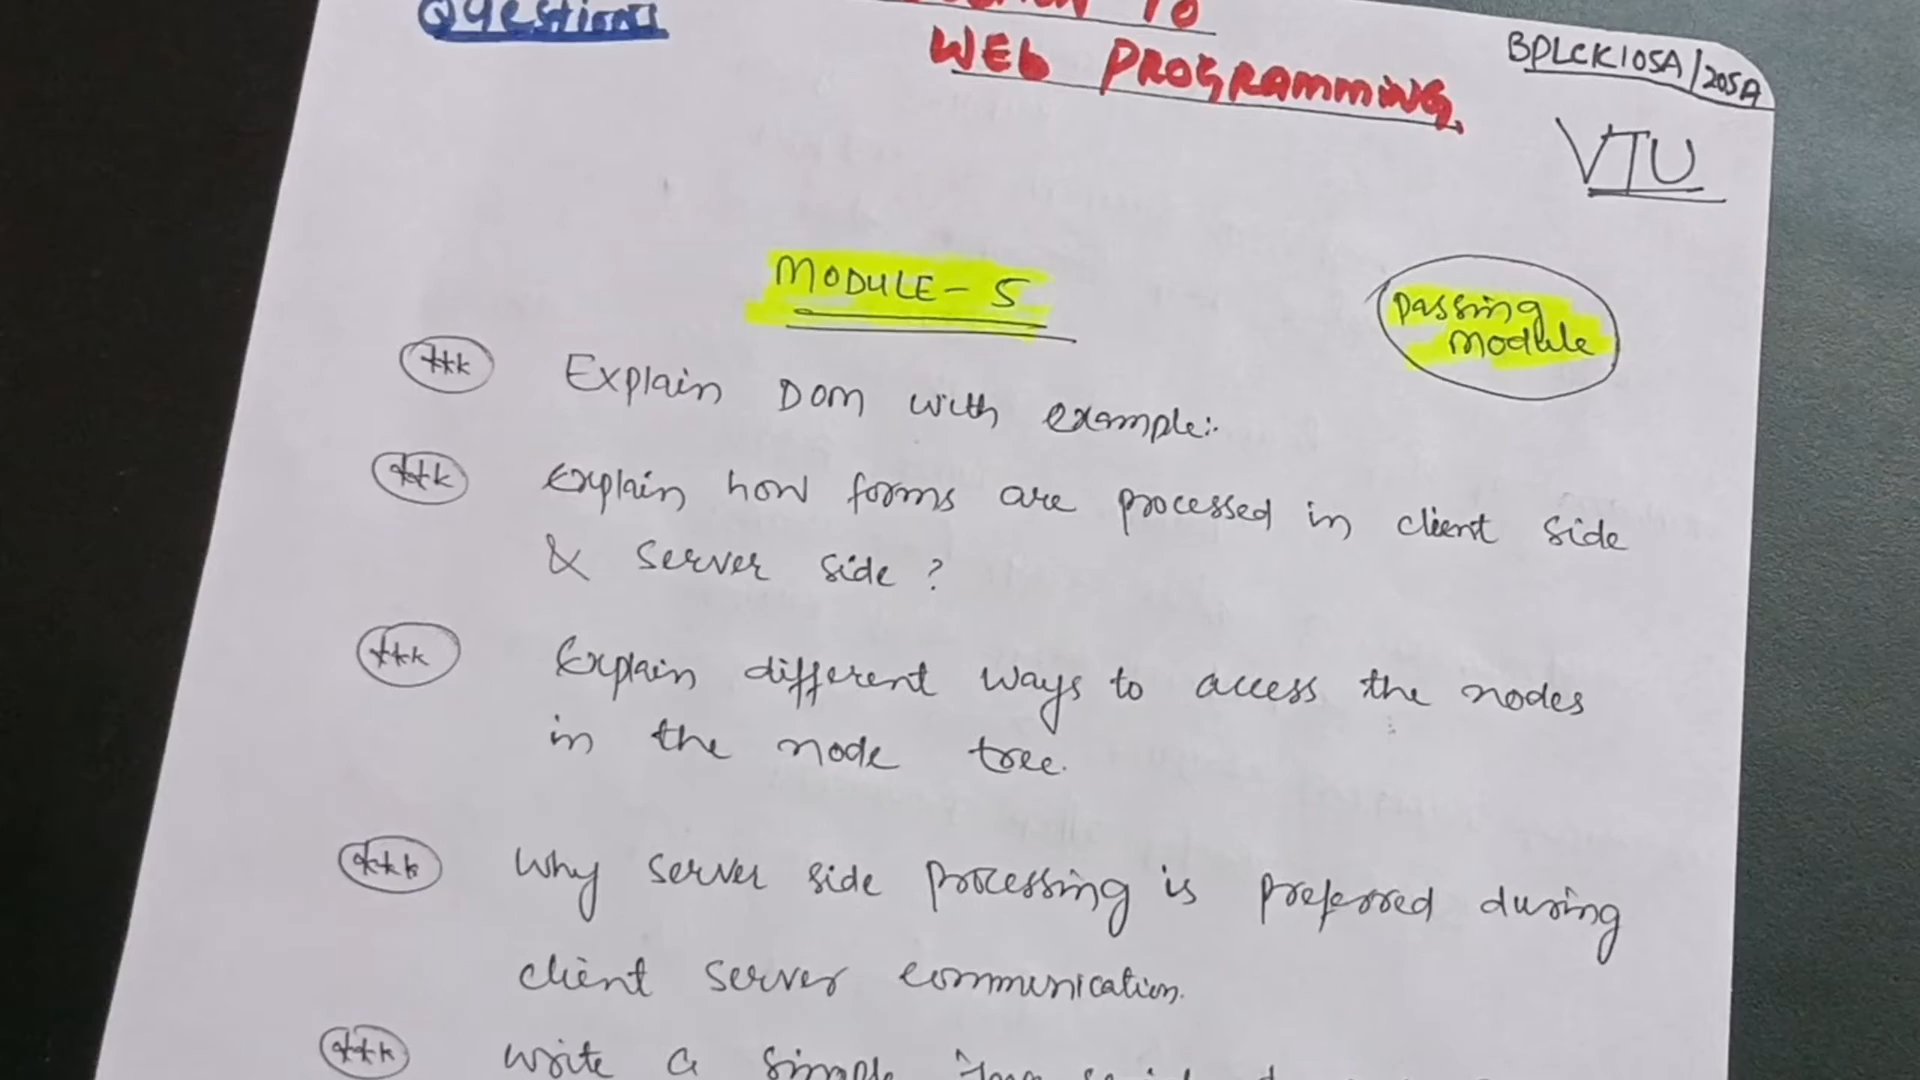 Questions
TO
WEb PROGRAMMING.
BPLCK105A/205A
VTU
MODULE - 5
passing
module
*** Explain DOM with example:
*** Explain how forms are processed in client side
& server side ?
*** Explain different ways to access the nodes
in the node tree.
*** Why server side processing is preferred during
client server communication.
*** Write a simple